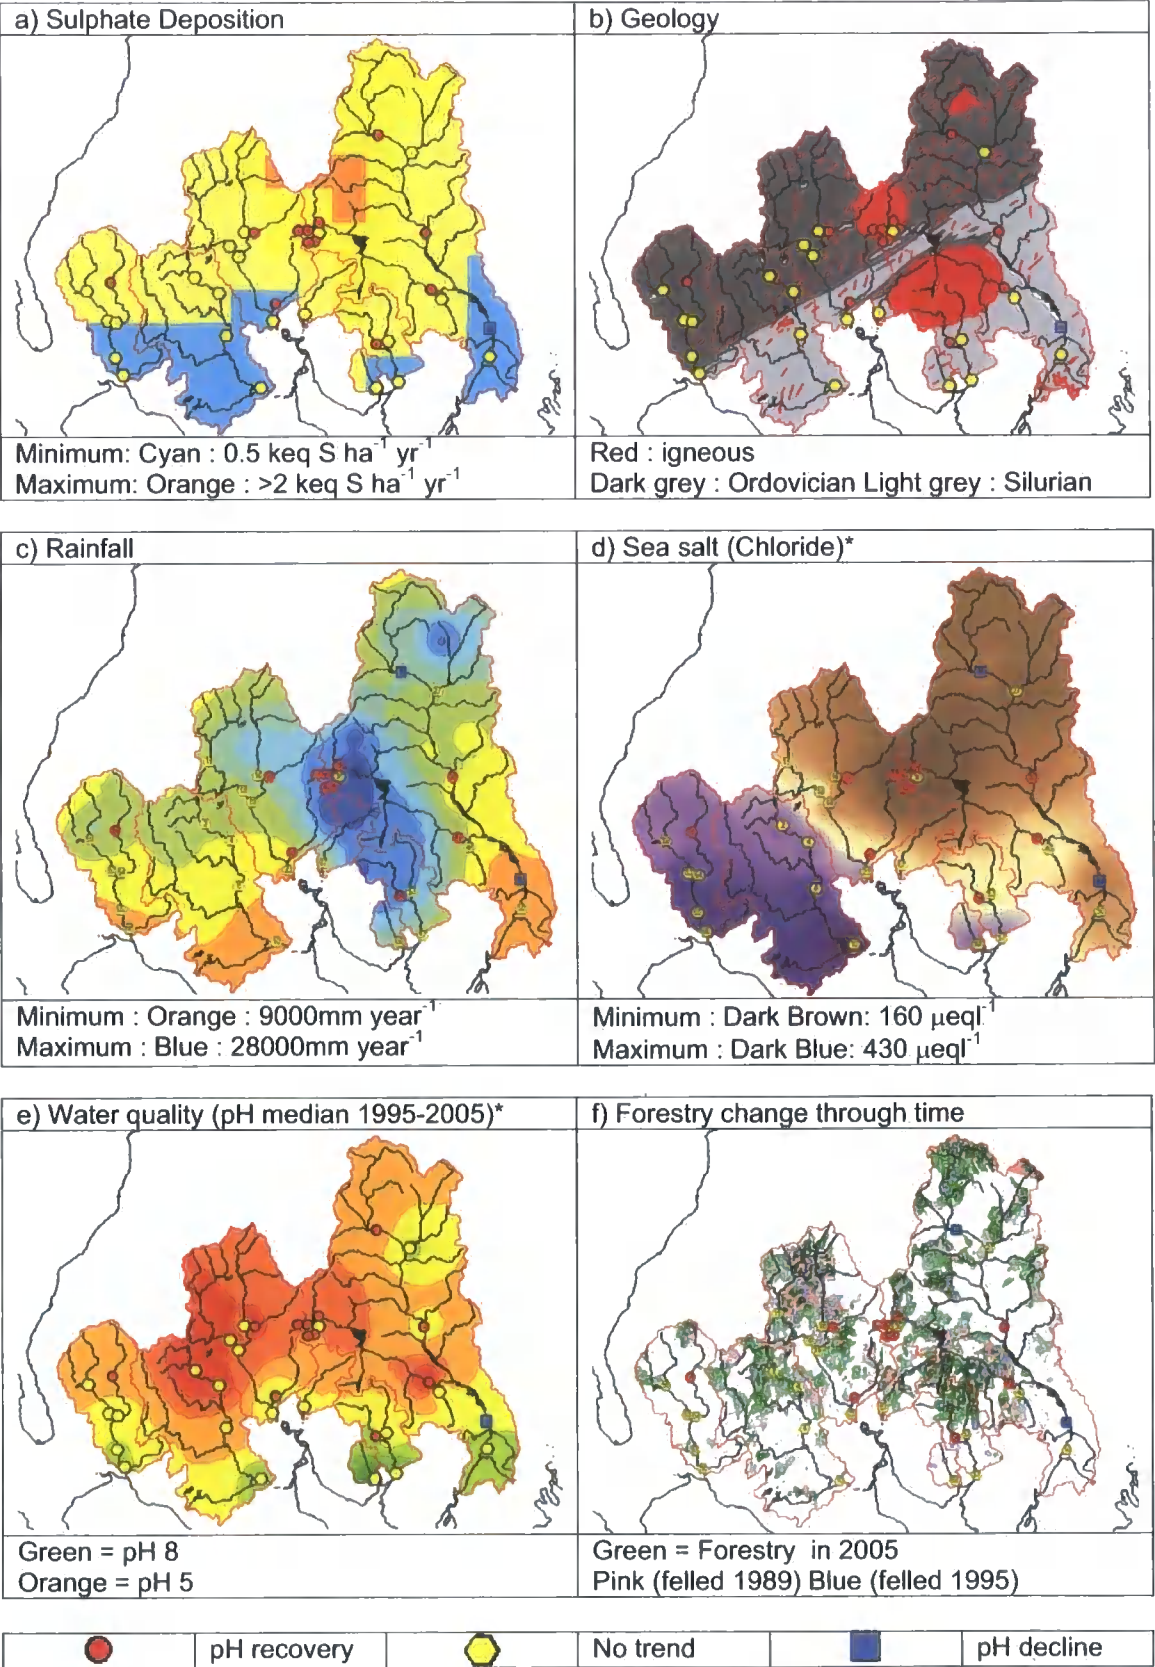 a) Sulphate Deposition
b) Geology
Minimum: Cyan : 0.5 keq S ha⁻¹ yr⁻¹
Maximum: Orange : >2 keq S ha⁻¹ yr⁻¹
Red : igneous
Dark grey : Ordovician Light grey : Silurian
c) Rainfall
d) Sea salt (Chloride)*
Minimum : Orange : 9000mm year⁻¹
Maximum : Blue : 28000mm year⁻¹
Minimum : Dark Brown: 160 μeql⁻¹
Maximum : Dark Blue: 430 μeql⁻¹
e) Water quality (pH median 1995-2005)*
f) Forestry change through time
Green = pH 8
Orange = pH 5
Green = Forestry in 2005
Pink (felled 1989) Blue (felled 1995)
pH recovery
No trend
pH decline